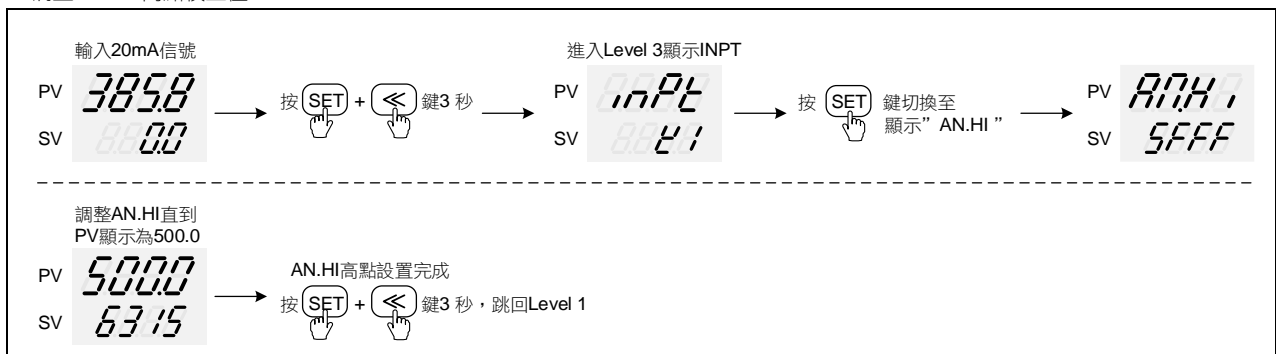 輸入20mA信號
PV 385.8
SV 0.0
按 SET + ≪ 鍵3 秒
進入Level 3顯示INPT
PV inPt
SV t1
按 SET 鍵切換至
顯示”AN.HI”
PV AN.Hi
SV 5FFF
調整AN.HI直到
PV顯示為500.0
PV 500.0
SV 6315
AN.HI高點設置完成
按 SET + ≪ 鍵3 秒，跳回Level 1